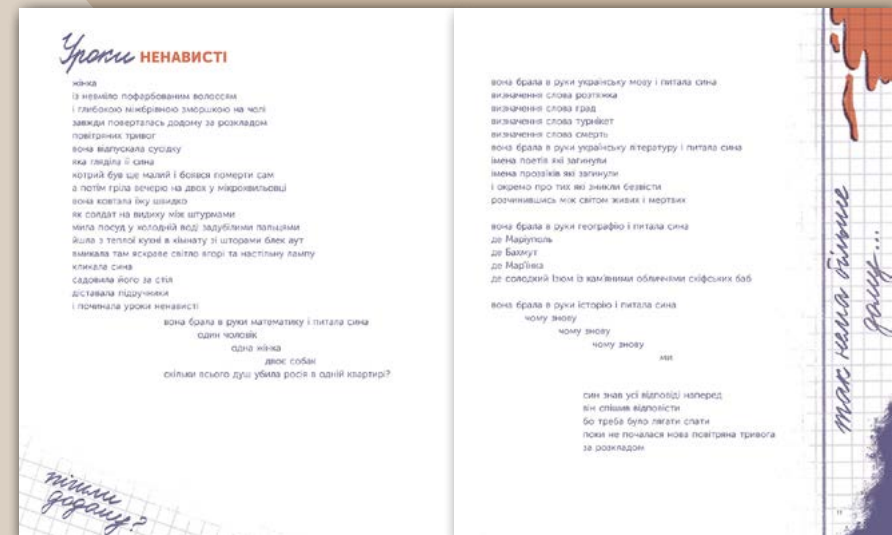 Уроки НЕНАВИСТІ
жінка
із невміло пофарбованим волоссям
і глибокою міжбрівною зморшкою на чолі
завжди поверталась додому за розкладом
повітряних тривог
вона відпускала сусідку
яка гляділа її сина
котрий був ще малий і боявся померти сам
а потім гріла вечерю на двох у мікрохвильовці
вона ковтала їжу швидко
як солдат на видиху між штурмами
мила посуд у холодній воді задубілими пальцями
йшла з теплої кухні в кімнату зі шторами блек аут
вмикала там яскраве світло вгорі та настільну лампу
кликала сина
садовила його за стіл
діставала підручники
і починала уроки ненависті
вона брала в руки математику і питала сина
один чоловік
одна жінка
двоє собак
скільки всього душ убила росія в одній квартирі?
пішли
додому?
вона брала в руки українську мову і питала сина
визначення слова розтяжка
визначення слова град
визначення слова турнікет
визначення слова смерть
вона брала в руки українську літературу і питала сина
імена поетів які загинули
імена прозаїків які загинули
і окремо про тих які зникли безвісти
розчинившись між світом живих і мертвих
вона брала в руки географію і питала сина
де Маріуполь
де Бахмут
де Мар'їнка
де солодкий Ізюм із кам'яними обличчями скіфських баб
вона брала в руки історію і питала сина
чому знову
чому знову
чому знову
ми
син знав усі відповіді наперед
він спішив відповісти
бо треба було лягати спати
поки не почалася нова повітряна тривога
за розкладом
так нема більше
дому...